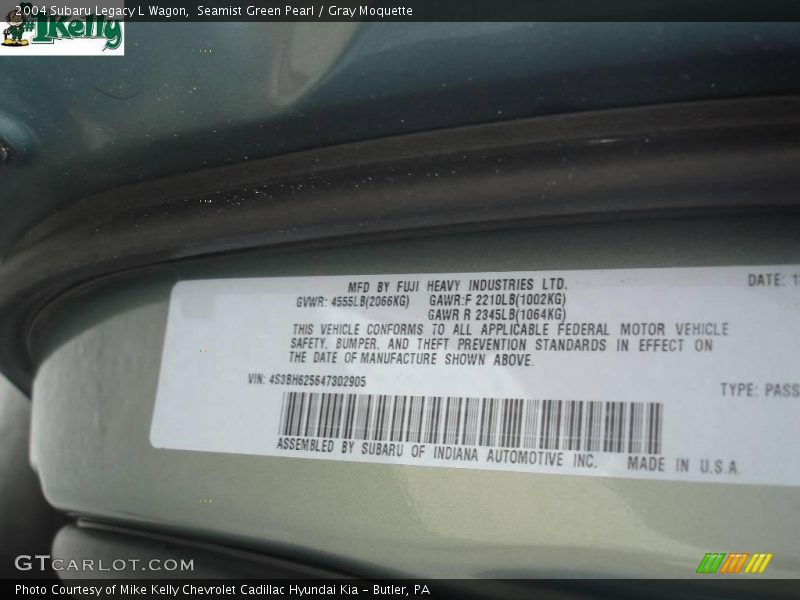 2004 Subaru Legacy L Wagon,  Seamist Green Pearl / Gray Moquette
#1Kelly
MFD BY FUJI HEAVY INDUSTRIES LTD.
DATE: 1
GVWR: 4555LB(2066KG) GAWR:F 2210LB(1002KG)
GAWR R 2345LB(1064KG)
THIS VEHICLE CONFORMS TO ALL APPLICABLE FEDERAL MOTOR VEHICLE
SAFETY, BUMPER, AND THEFT PREVENTION STANDARDS IN EFFECT ON
THE DATE OF MANUFACTURE SHOWN ABOVE.
VIN: 4S3BH625647302905
TYPE: PASS
ASSEMBLED BY SUBARU OF INDIANA AUTOMOTIVE INC. MADE IN U.S.A
GTCARLOT.COM
Photo Courtesy of Mike Kelly Chevrolet Cadillac Hyundai Kia – Butler, PA